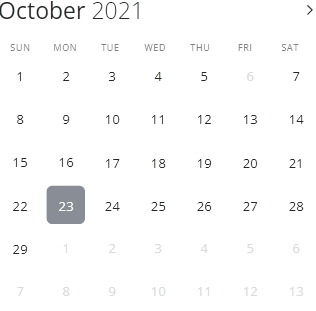 October 2021 >
SUN MON TUE WED THU FRI SAT
1 2 3 4 5 6 7
8 9 10 11 12 13 14
15 16 17 18 19 20 21
22 23 24 25 26 27 28
29 1 2 3 4 5 6
7 8 9 10 11 12 13